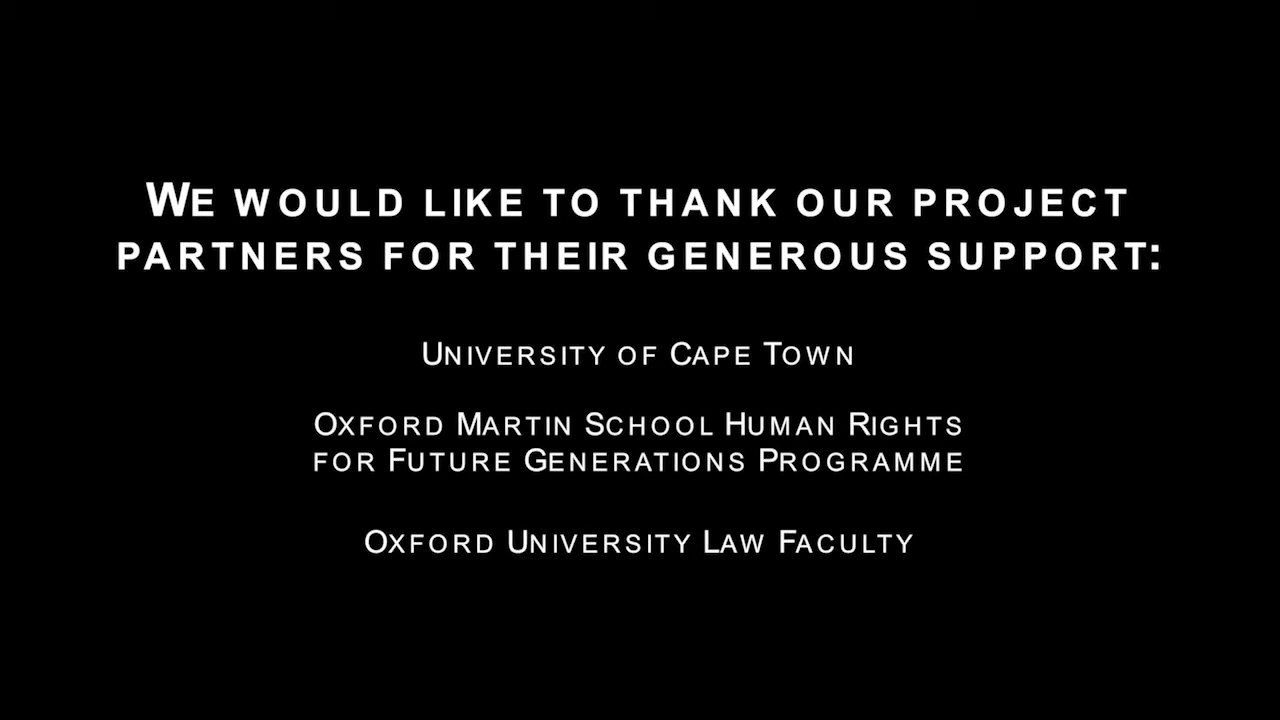 We would like to thank our project
partners for their generous support:
University of Cape Town
Oxford Martin School Human Rights
for Future Generations Programme
Oxford University Law Faculty